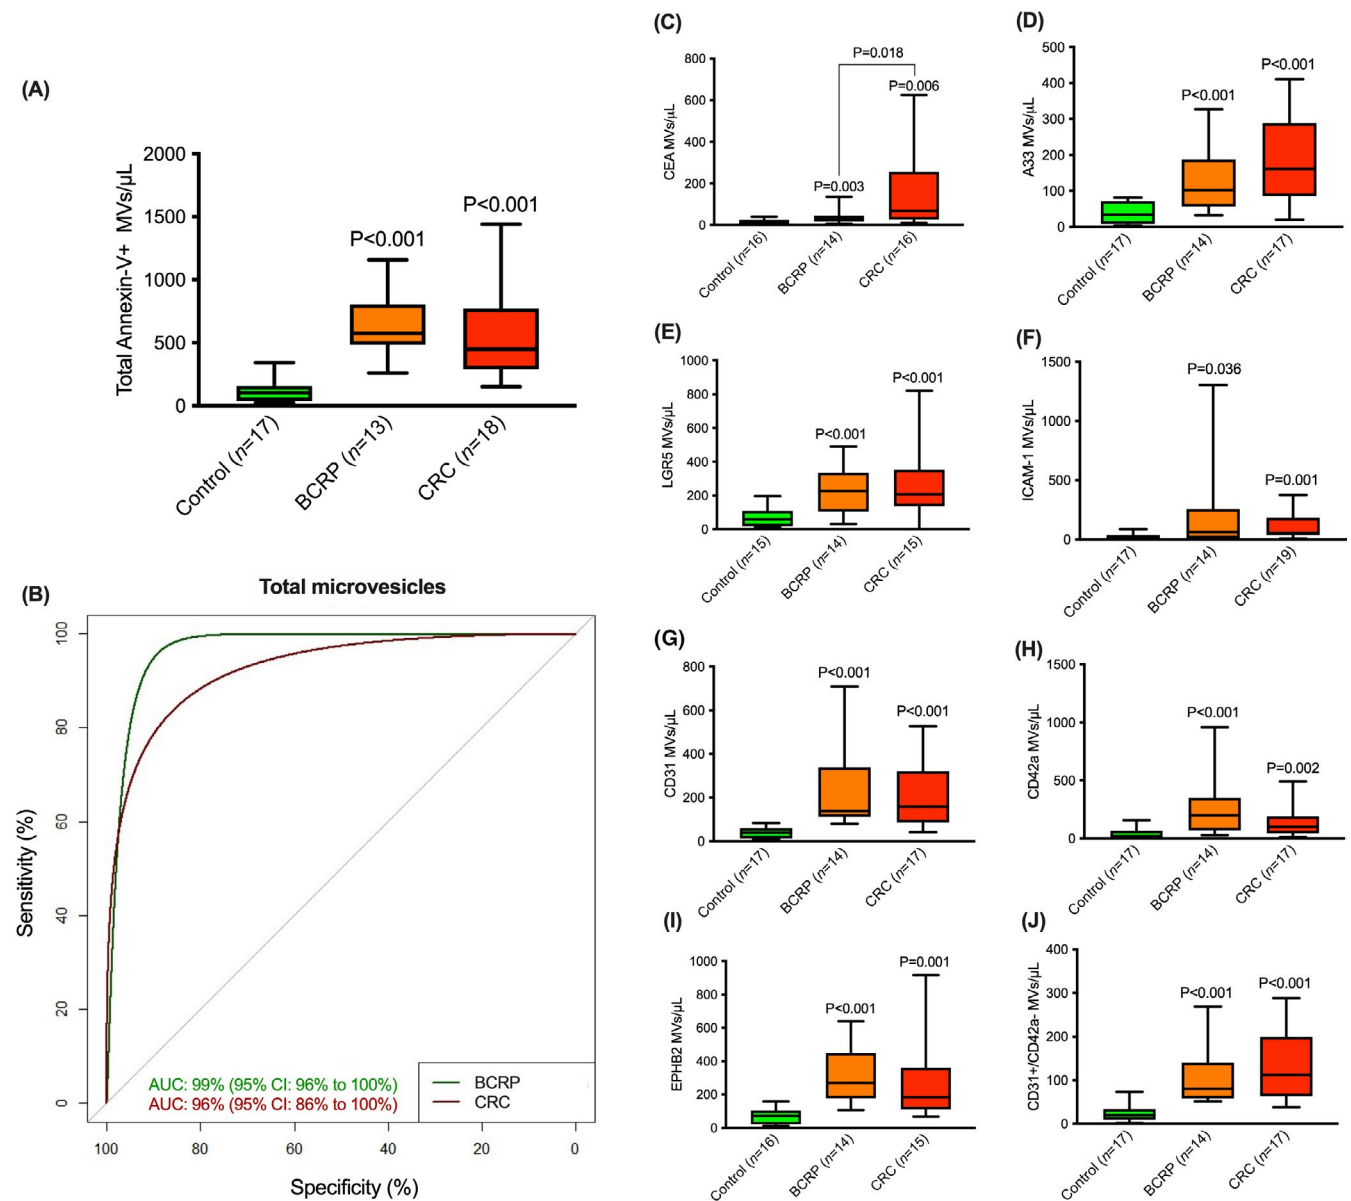 (A)
Total Annexin-V+ MVs/µL
2000
1500
1000
500
0
P<0.001
P<0.001
Control (n=17)
BCRP (n=13)
CRC (n=18)
(B)
Total microvesicles
Sensitivity (%)
100
80
60
40
20
0
AUC: 99% (95% CI: 96% to 100%)
AUC: 96% (95% CI: 86% to 100%)
BCRP
CRC
100
80
60
40
20
0
Specificity (%)
(C)
CEA MVs/µL
800
600
400
200
0
P=0.018
P=0.006
P=0.003
Control (n=16)
BCRP (n=14)
CRC (n=16)
(D)
A33 MVs/µL
500
400
300
200
100
0
P<0.001
P<0.001
Control (n=17)
BCRP (n=14)
CRC (n=17)
(E)
LGR5 MVs/µL
1000
800
600
400
200
0
P<0.001
P<0.001
Control (n=15)
BCRP (n=14)
CRC (n=15)
(F)
ICAM-1 MVs/µL
1500
1000
500
0
P=0.036
P=0.001
Control (n=17)
BCRP (n=14)
CRC (n=19)
(G)
CD31 MVs/µL
800
600
400
200
0
P<0.001
P<0.001
Control (n=17)
BCRP (n=14)
CRC (n=17)
(H)
CD42a MVs/µL
1500
1000
500
0
P<0.001
P=0.002
Control (n=17)
BCRP (n=14)
CRC (n=17)
(I)
EPHB2 MVs/µL
1000
800
600
400
200
0
P<0.001
P=0.001
Control (n=16)
BCRP (n=14)
CRC (n=15)
(J)
CD31+/CD42a- MVs/µL
400
300
200
100
0
P<0.001
P<0.001
Control (n=17)
BCRP (n=14)
CRC (n=17)